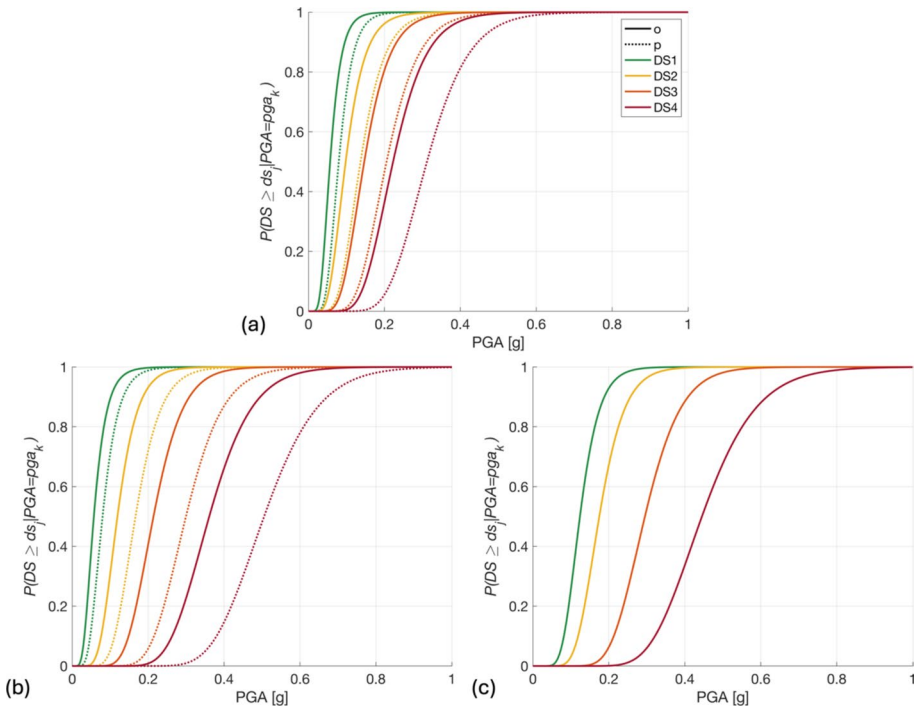 1
0.8
0.6
0.4
0.2
0
P(DS ≥ ds_j|PGA=pga_k)
o
p
DS1
DS2
DS3
DS4
0 0.2 0.4 0.6 0.8 1
PGA [g]
(a)
1
0.8
0.6
0.4
0.2
0
P(DS ≥ ds_j|PGA=pga_k)
0 0.2 0.4 0.6 0.8 1
PGA [g]
(b)
1
0.8
0.6
0.4
0.2
0
P(DS ≥ ds_j|PGA=pga_k)
0 0.2 0.4 0.6 0.8 1
PGA [g]
(c)